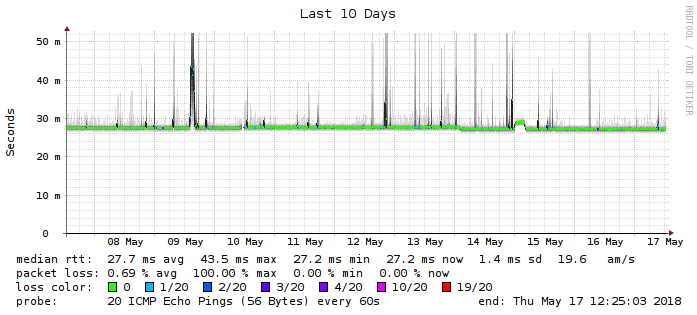 Last 10 Days
RRDTOOL / TOBI OETIKER
Seconds
50 m
40 m
30 m
20 m
10 m
0
08 May 09 May 10 May 11 May 12 May 13 May 14 May 15 May 16 May 17 May
median rtt: 27.7 ms avg 43.5 ms max 27.2 ms min 27.2 ms now 1.4 ms sd 19.6 am/s
packet loss: 0.69 % avg 100.00 % max 0.00 % min 0.00 % now
loss color: 0 1/20 2/20 3/20 4/20 10/20 19/20
probe: 20 ICMP Echo Pings (56 Bytes) every 60s end: Thu May 17 12:25:03 2018